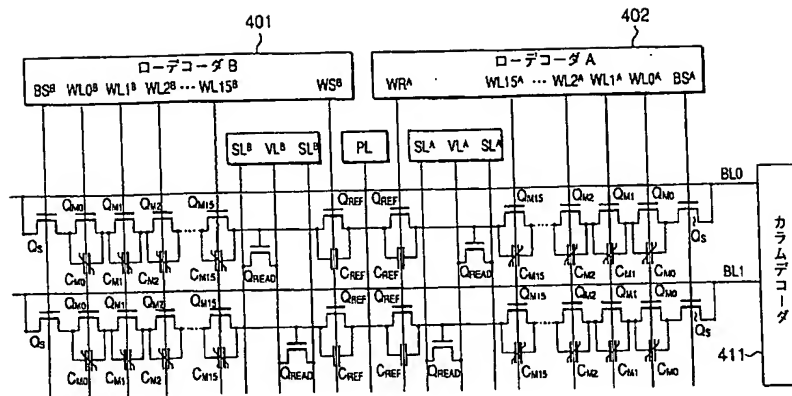 401
402
ローデコーダ B
ローデコーダ A
BSB WL0B WL1B WL2B ... WL15B WSB
WRA WL15A ... WL2A WL1A WL0A BSA
SLB VLB SLB PL SLA VLA SLA
BL0
QM0 QM1 QM2 QM15 QREF QREF QM15 QM2 QM1 QM0
QS QREAD QREAD QS
CM0 CM1 CM2 CM15 CREF CREF CM15 CM2 CM1 CM0
BL1
QM0 QM1 QM2 QM15 QREF QREF QM15 QM2 QM1 QM0
QS QREAD QREAD QS
CM0 CM1 CM2 CM15 CREF CREF CM15 CM2 CM1 CM0
カラムデコーダ
411